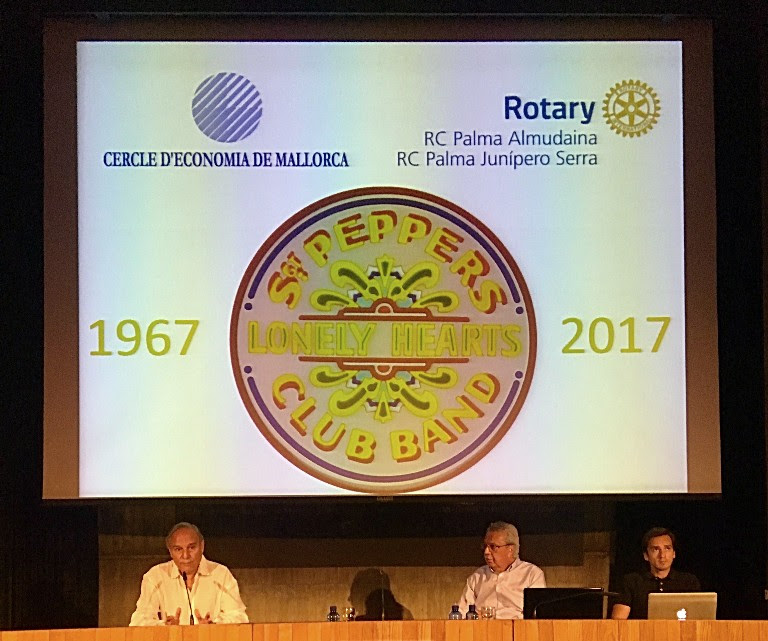 CERCLE D'ECONOMIA DE MALLORCA
Rotary
RC Palma Almudaina
RC Palma Junípero Serra
SGT PEPPERS
LONELY HEARTS
CLUB BAND
1967
2017